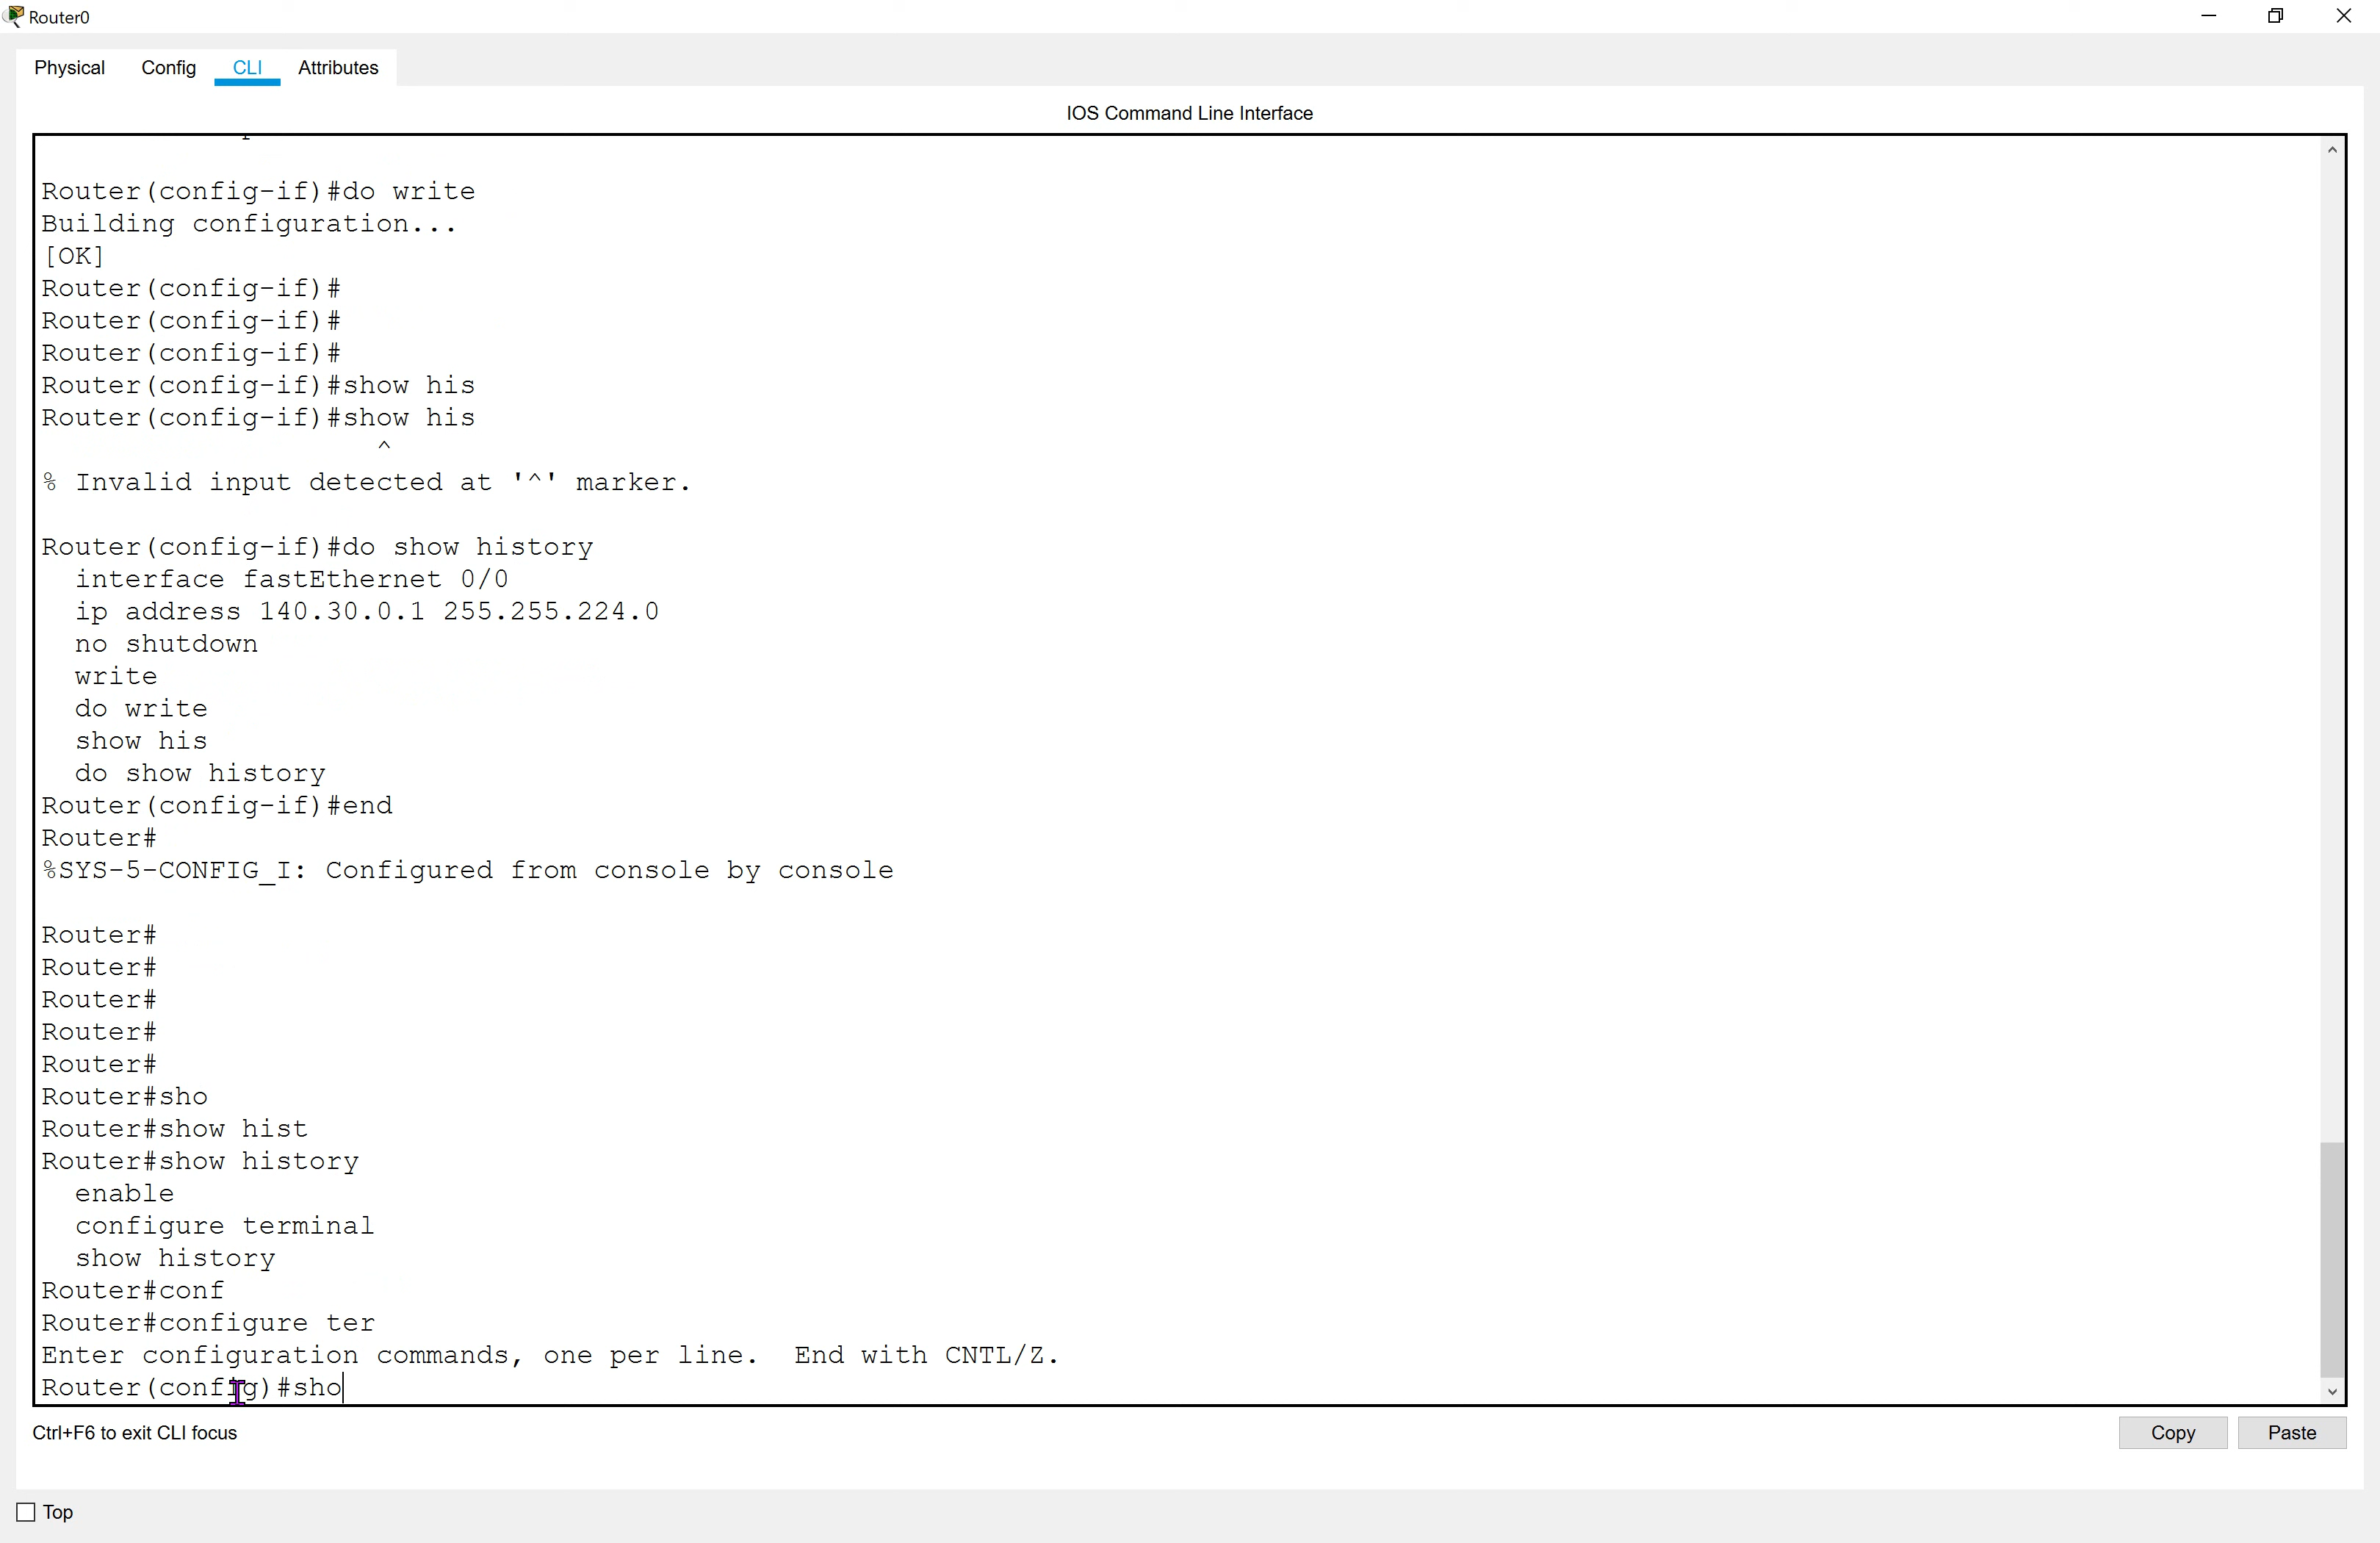 Router0
Physical Config CLI Attributes
IOS Command Line Interface
Router(config-if)#do write
Building configuration...
[OK]
Router(config-if)#
Router(config-if)#
Router(config-if)#
Router(config-if)#show his
Router(config-if)#show his
^
% Invalid input detected at '^' marker.
Router(config-if)#do show history
interface fastEthernet 0/0
ip address 140.30.0.1 255.255.224.0
no shutdown
write
do write
show his
do show history
Router(config-if)#end
Router#
%SYS-5-CONFIG_I: Configured from console by console
Router#
Router#
Router#
Router#
Router#
Router#sho
Router#show hist
Router#show history
enable
configure terminal
show history
Router#conf
Router#configure ter
Enter configuration commands, one per line. End with CNTL/Z.
Router(config)#sho
Ctrl+F6 to exit CLI focus
Copy Paste
Top